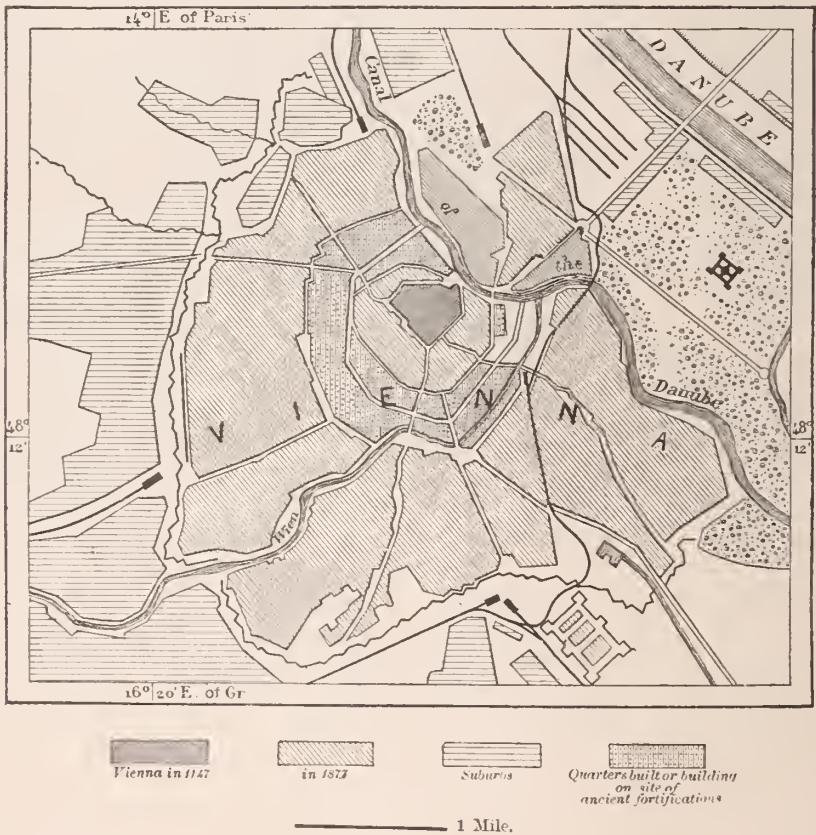 14° E of Paris
DANUBE
Canal
of
the
Danube
VIENNA
Wien
48°
12'
48°
12'
16° 20' E. of Gr
Vienna in 1147
in 1873
Suburbs
Quarters built or building
on site of
ancient fortifications
1 Mile.